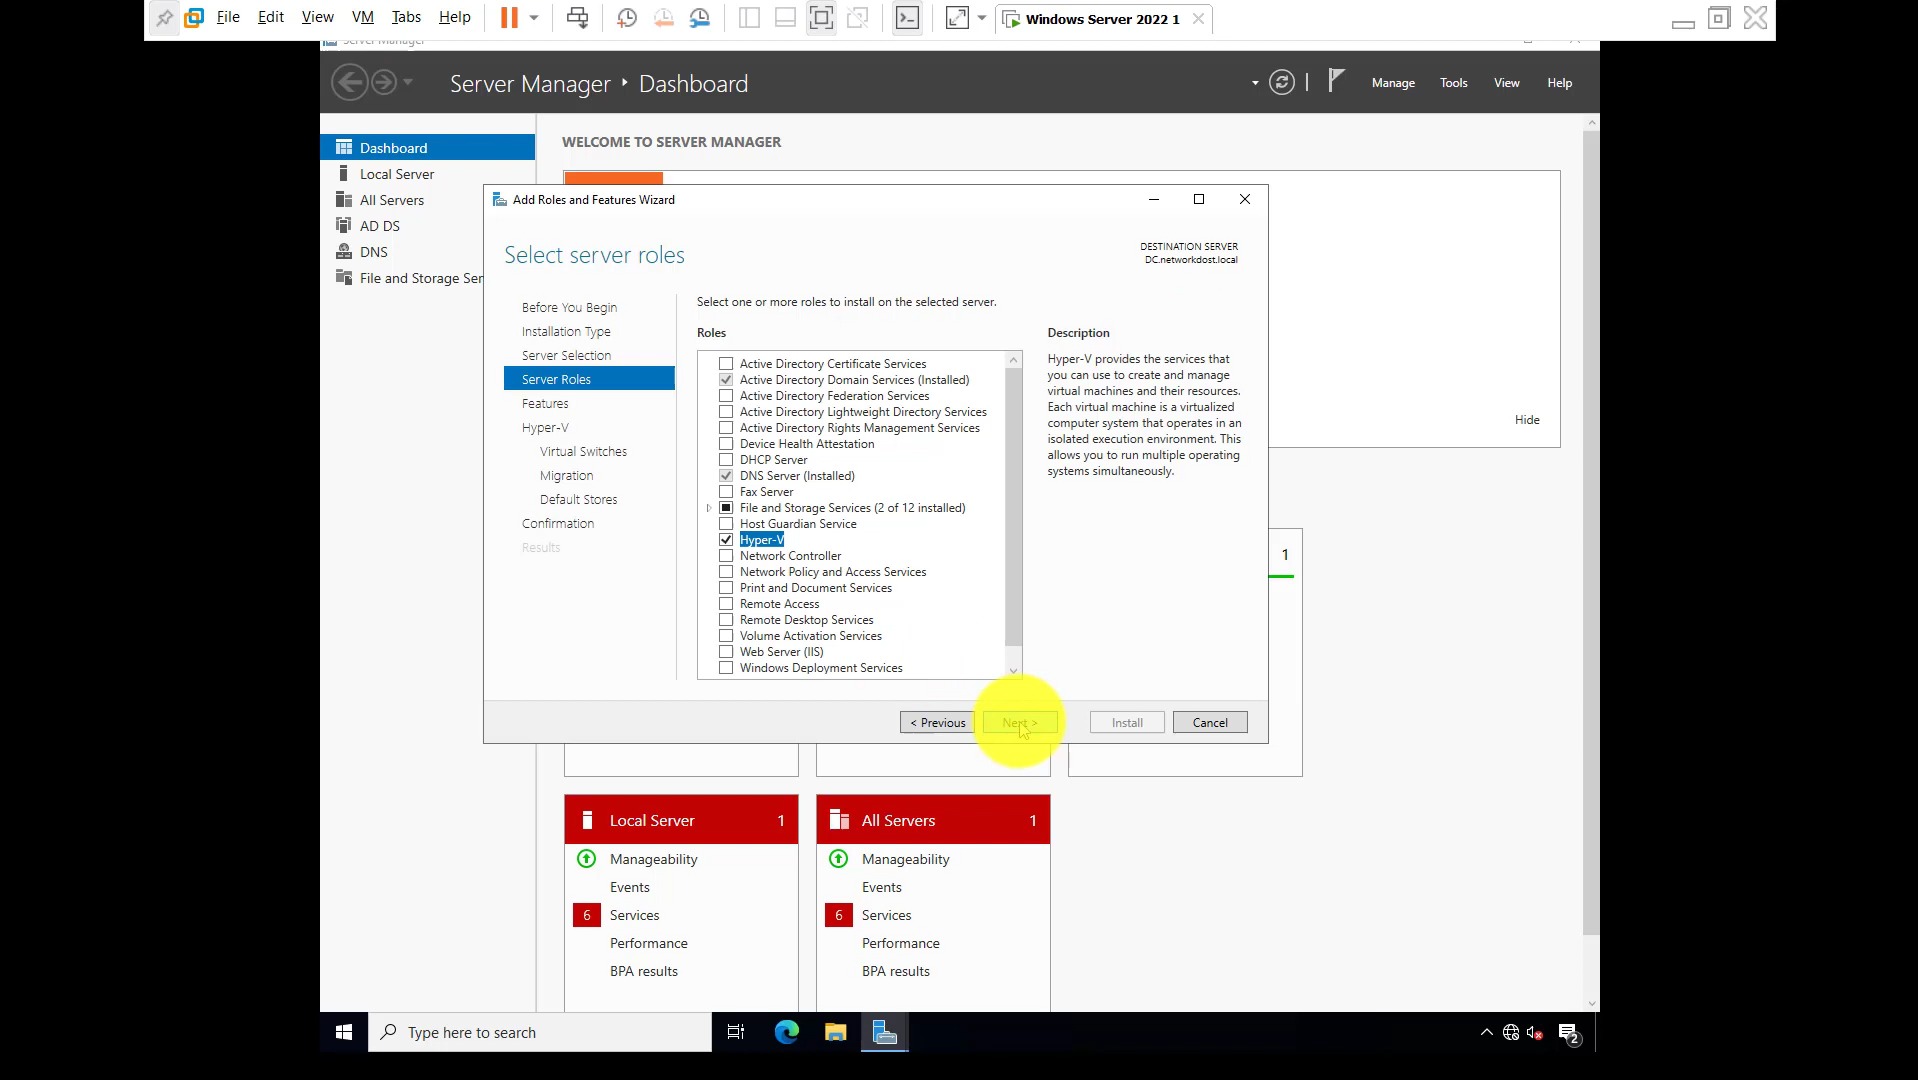 File Edit View VM Tabs Help Windows Server 2022 1
Server Manager
Server Manager Dashboard Manage Tools View Help
Dashboard
Local Server
All Servers
AD DS
DNS
File and Storage Ser
WELCOME TO SERVER MANAGER
Add Roles and Features Wizard
Select server roles
DESTINATION SERVER
DC.networkdost.local
Before You Begin
Installation Type
Server Selection
Server Roles
Features
Hyper-V
Virtual Switches
Migration
Default Stores
Confirmation
Results
Select one or more roles to install on the selected server.
Roles
Active Directory Certificate Services
Active Directory Domain Services (Installed)
Active Directory Federation Services
Active Directory Lightweight Directory Services
Active Directory Rights Management Services
Device Health Attestation
DHCP Server
DNS Server (Installed)
Fax Server
File and Storage Services (2 of 12 installed)
Host Guardian Service
Hyper-V
Network Controller
Network Policy and Access Services
Print and Document Services
Remote Access
Remote Desktop Services
Volume Activation Services
Web Server (IIS)
Windows Deployment Services
Description
Hyper-V provides the services that
you can use to create and manage
virtual machines and their resources.
Each virtual machine is a virtualized
computer system that operates in an
isolated execution environment. This
allows you to run multiple operating
systems simultaneously.
< Previous Next > Install Cancel
Hide
1
Local Server 1
Manageability
Events
6 Services
Performance
BPA results
All Servers 1
Manageability
Events
6 Services
Performance
BPA results
Type here to search
2